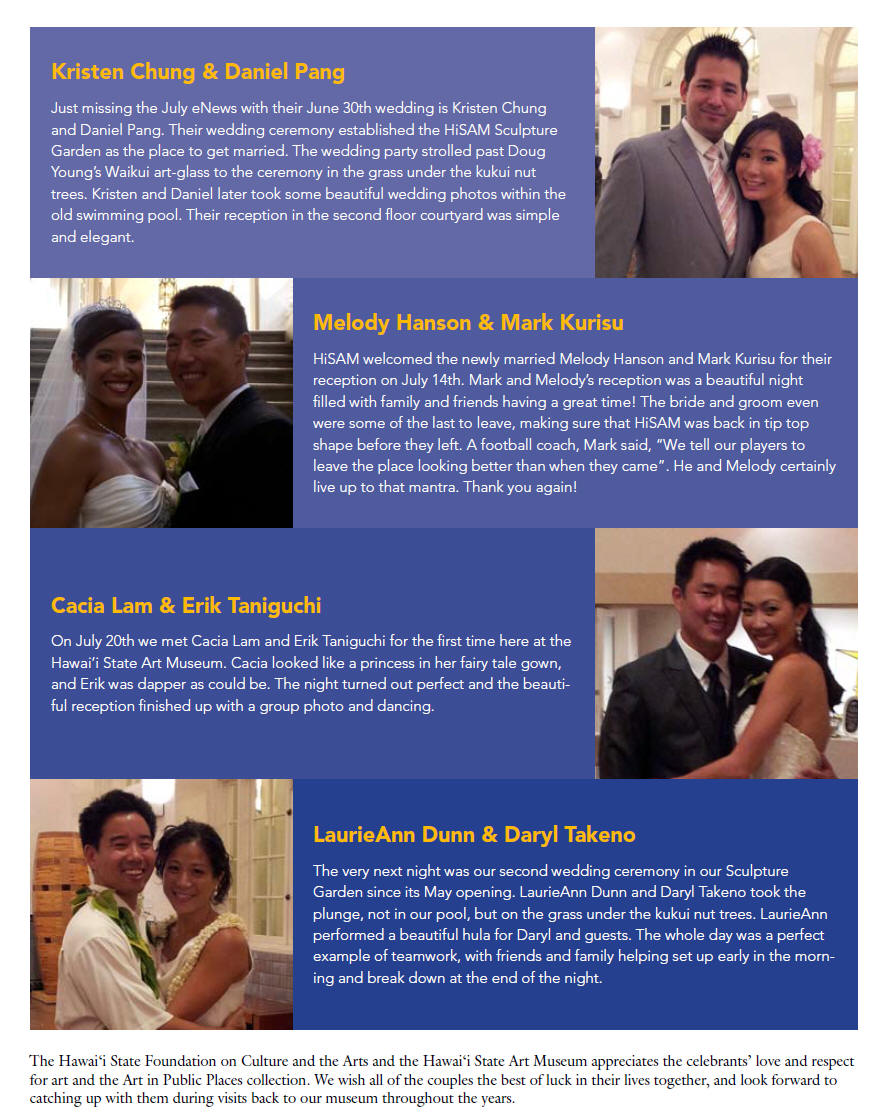 Kristen Chung & Daniel Pang
Just missing the July eNews with their June 30th wedding is Kristen Chung
and Daniel Pang. Their wedding ceremony established the HiSAM Sculpture
Garden as the place to get married. The wedding party strolled past Doug
Young's Waikui art-glass to the ceremony in the grass under the kukui nut
trees. Kristen and Daniel later took some beautiful wedding photos within the
old swimming pool. Their reception in the second floor courtyard was simple
and elegant.
Melody Hanson & Mark Kurisu
HiSAM welcomed the newly married Melody Hanson and Mark Kurisu for their
reception on July 14th. Mark and Melody's reception was a beautiful night
filled with family and friends having a great time! The bride and groom even
were some of the last to leave, making sure that HiSAM was back in tip top
shape before they left. A football coach, Mark said, "We tell our players to
leave the place looking better than when they came". He and Melody certainly
live up to that mantra. Thank you again!
Cacia Lam & Erik Taniguchi
On July 20th we met Cacia Lam and Erik Taniguchi for the first time here at the
Hawai'i State Art Museum. Cacia looked like a princess in her fairy tale gown,
and Erik was dapper as could be. The night turned out perfect and the beauti-
ful reception finished up with a group photo and dancing.
LaurieAnn Dunn & Daryl Takeno
The very next night was our second wedding ceremony in our Sculpture
Garden since its May opening. LaurieAnn Dunn and Daryl Takeno took the
plunge, not in our pool, but on the grass under the kukui nut trees. LaurieAnn
performed a beautiful hula for Daryl and guests. The whole day was a perfect
example of teamwork, with friends and family helping set up early in the morn-
ing and break down at the end of the night.
The Hawai‘i State Foundation on Culture and the Arts and the Hawai‘i State Art Museum appreciates the celebrants' love and respect
for art and the Art in Public Places collection. We wish all of the couples the best of luck in their lives together, and look forward to
catching up with them during visits back to our museum throughout the years.